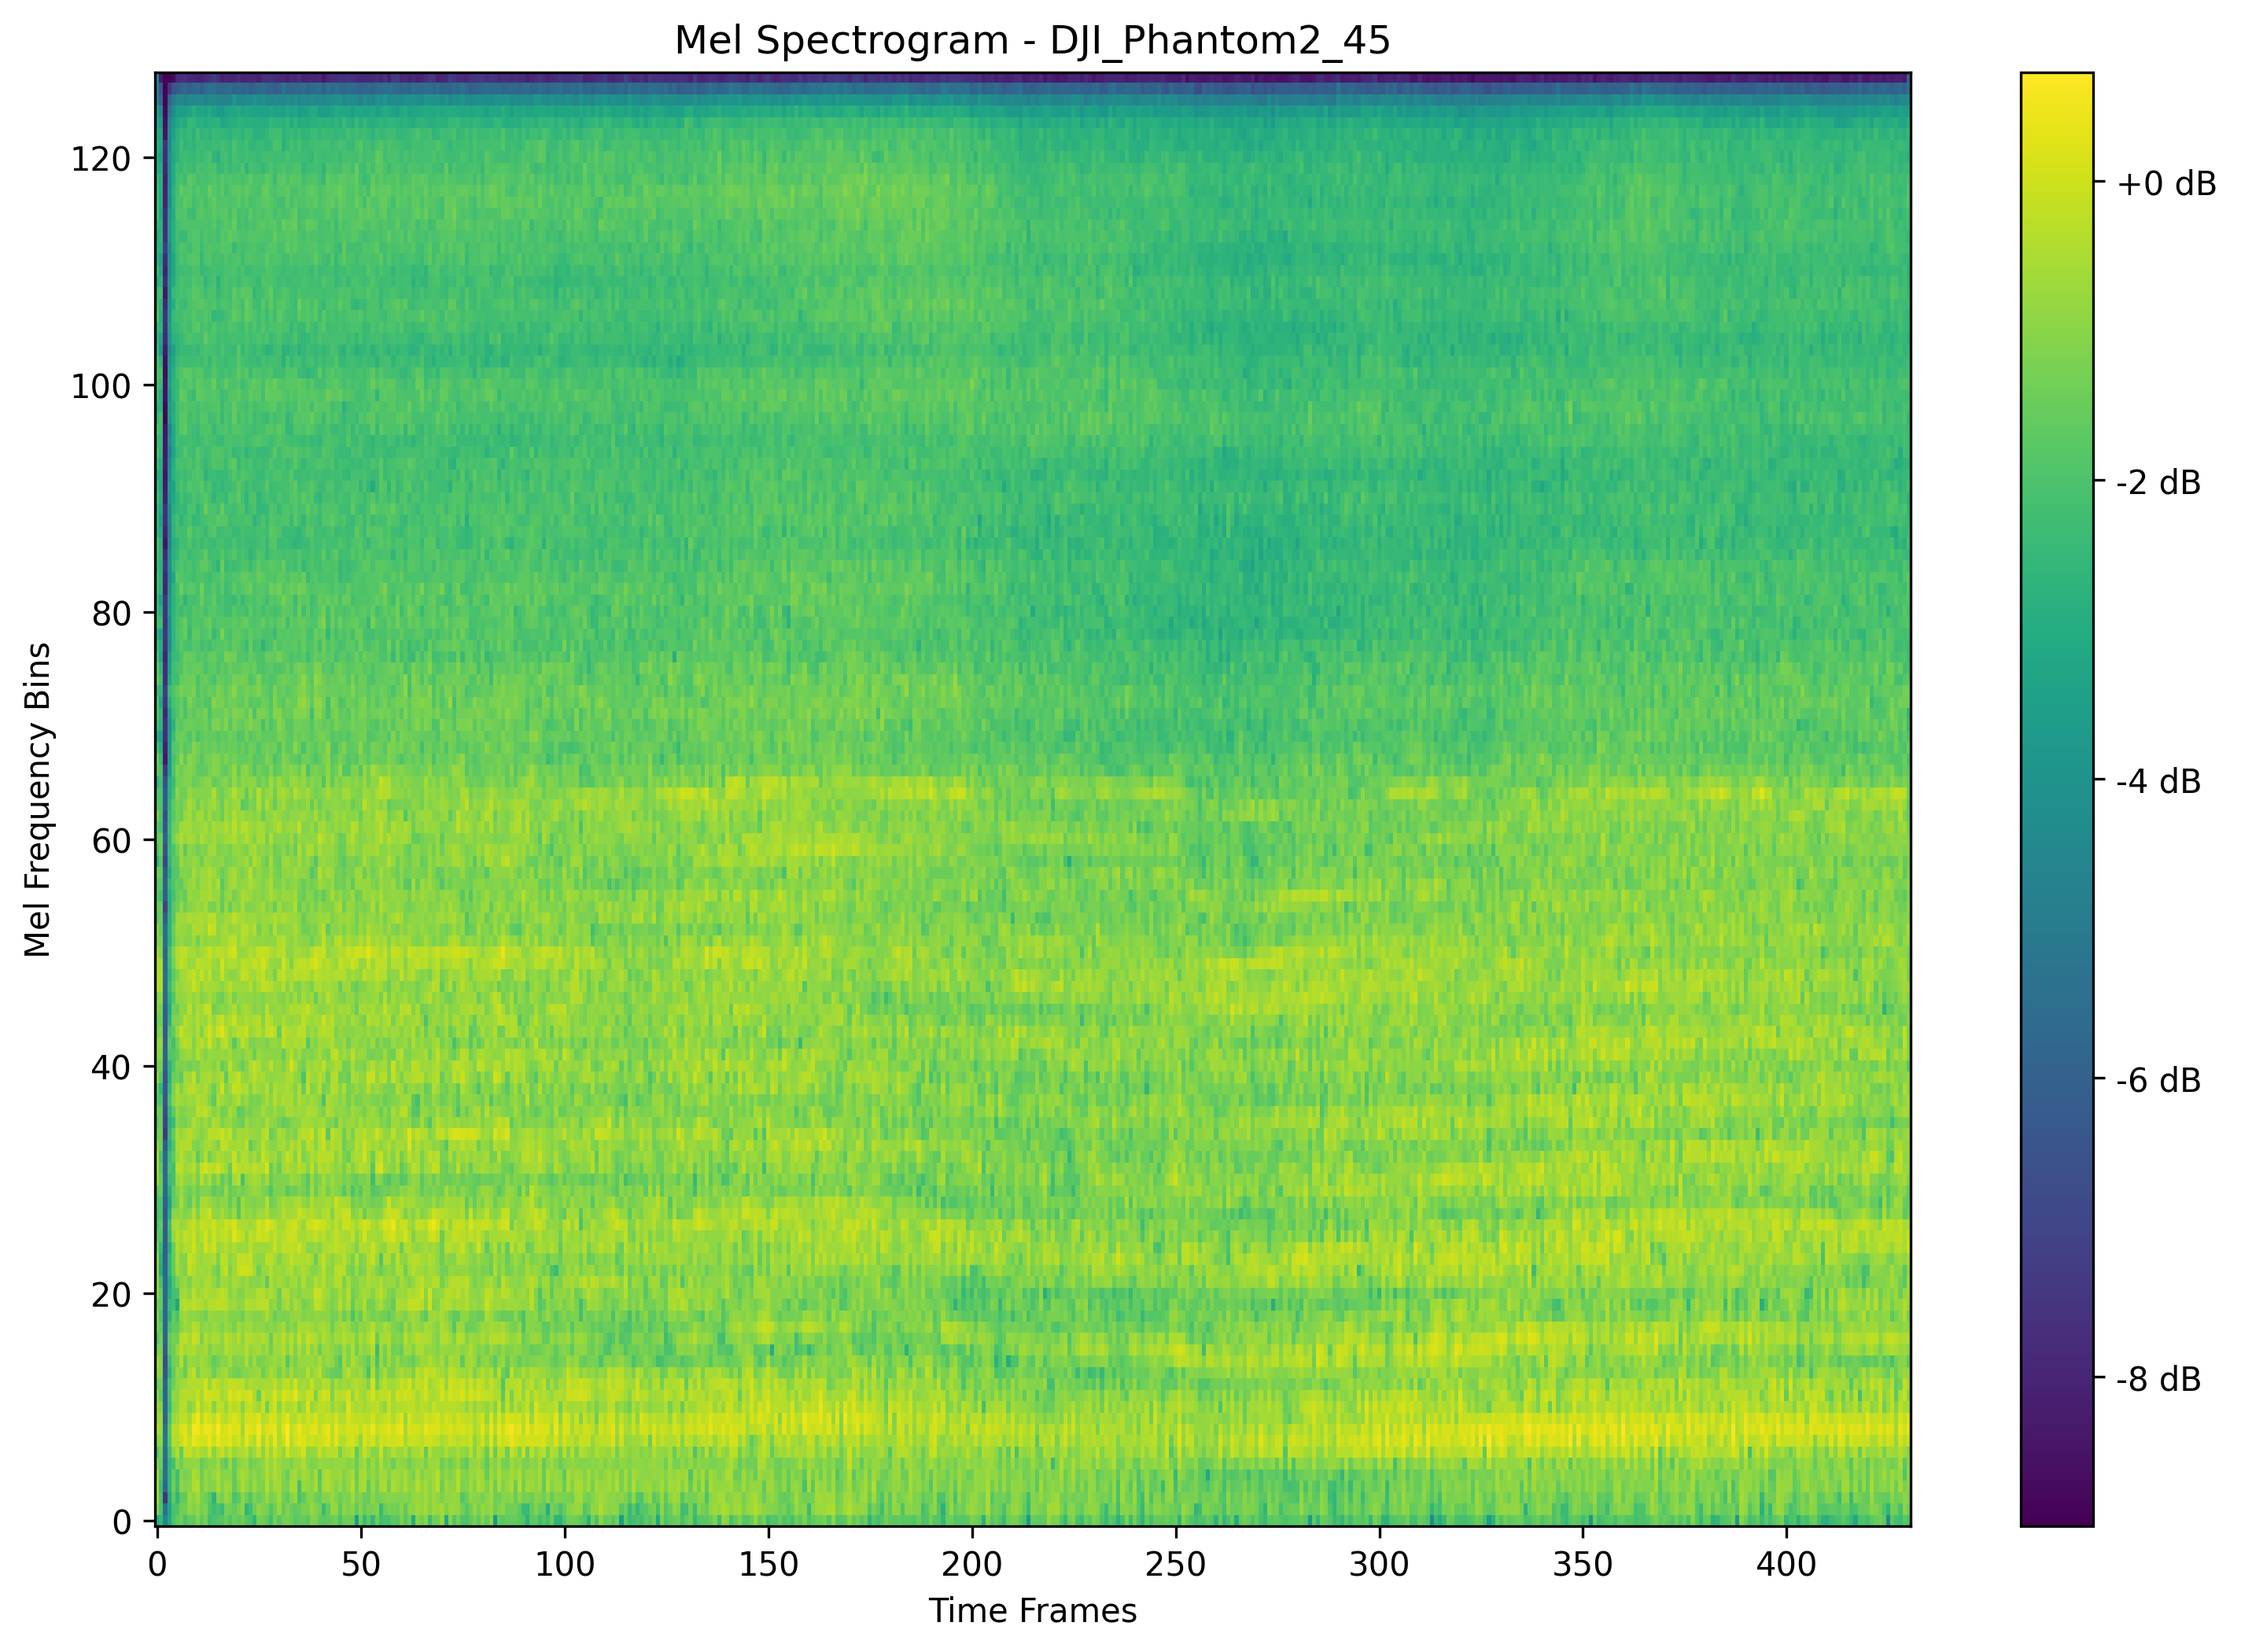 Mel Spectrogram - DJI_Phantom2_45
Mel Frequency Bins
120
100
80
60
40
20
0
0 50 100 150 200 250 300 350 400
Time Frames
+0 dB
-2 dB
-4 dB
-6 dB
-8 dB